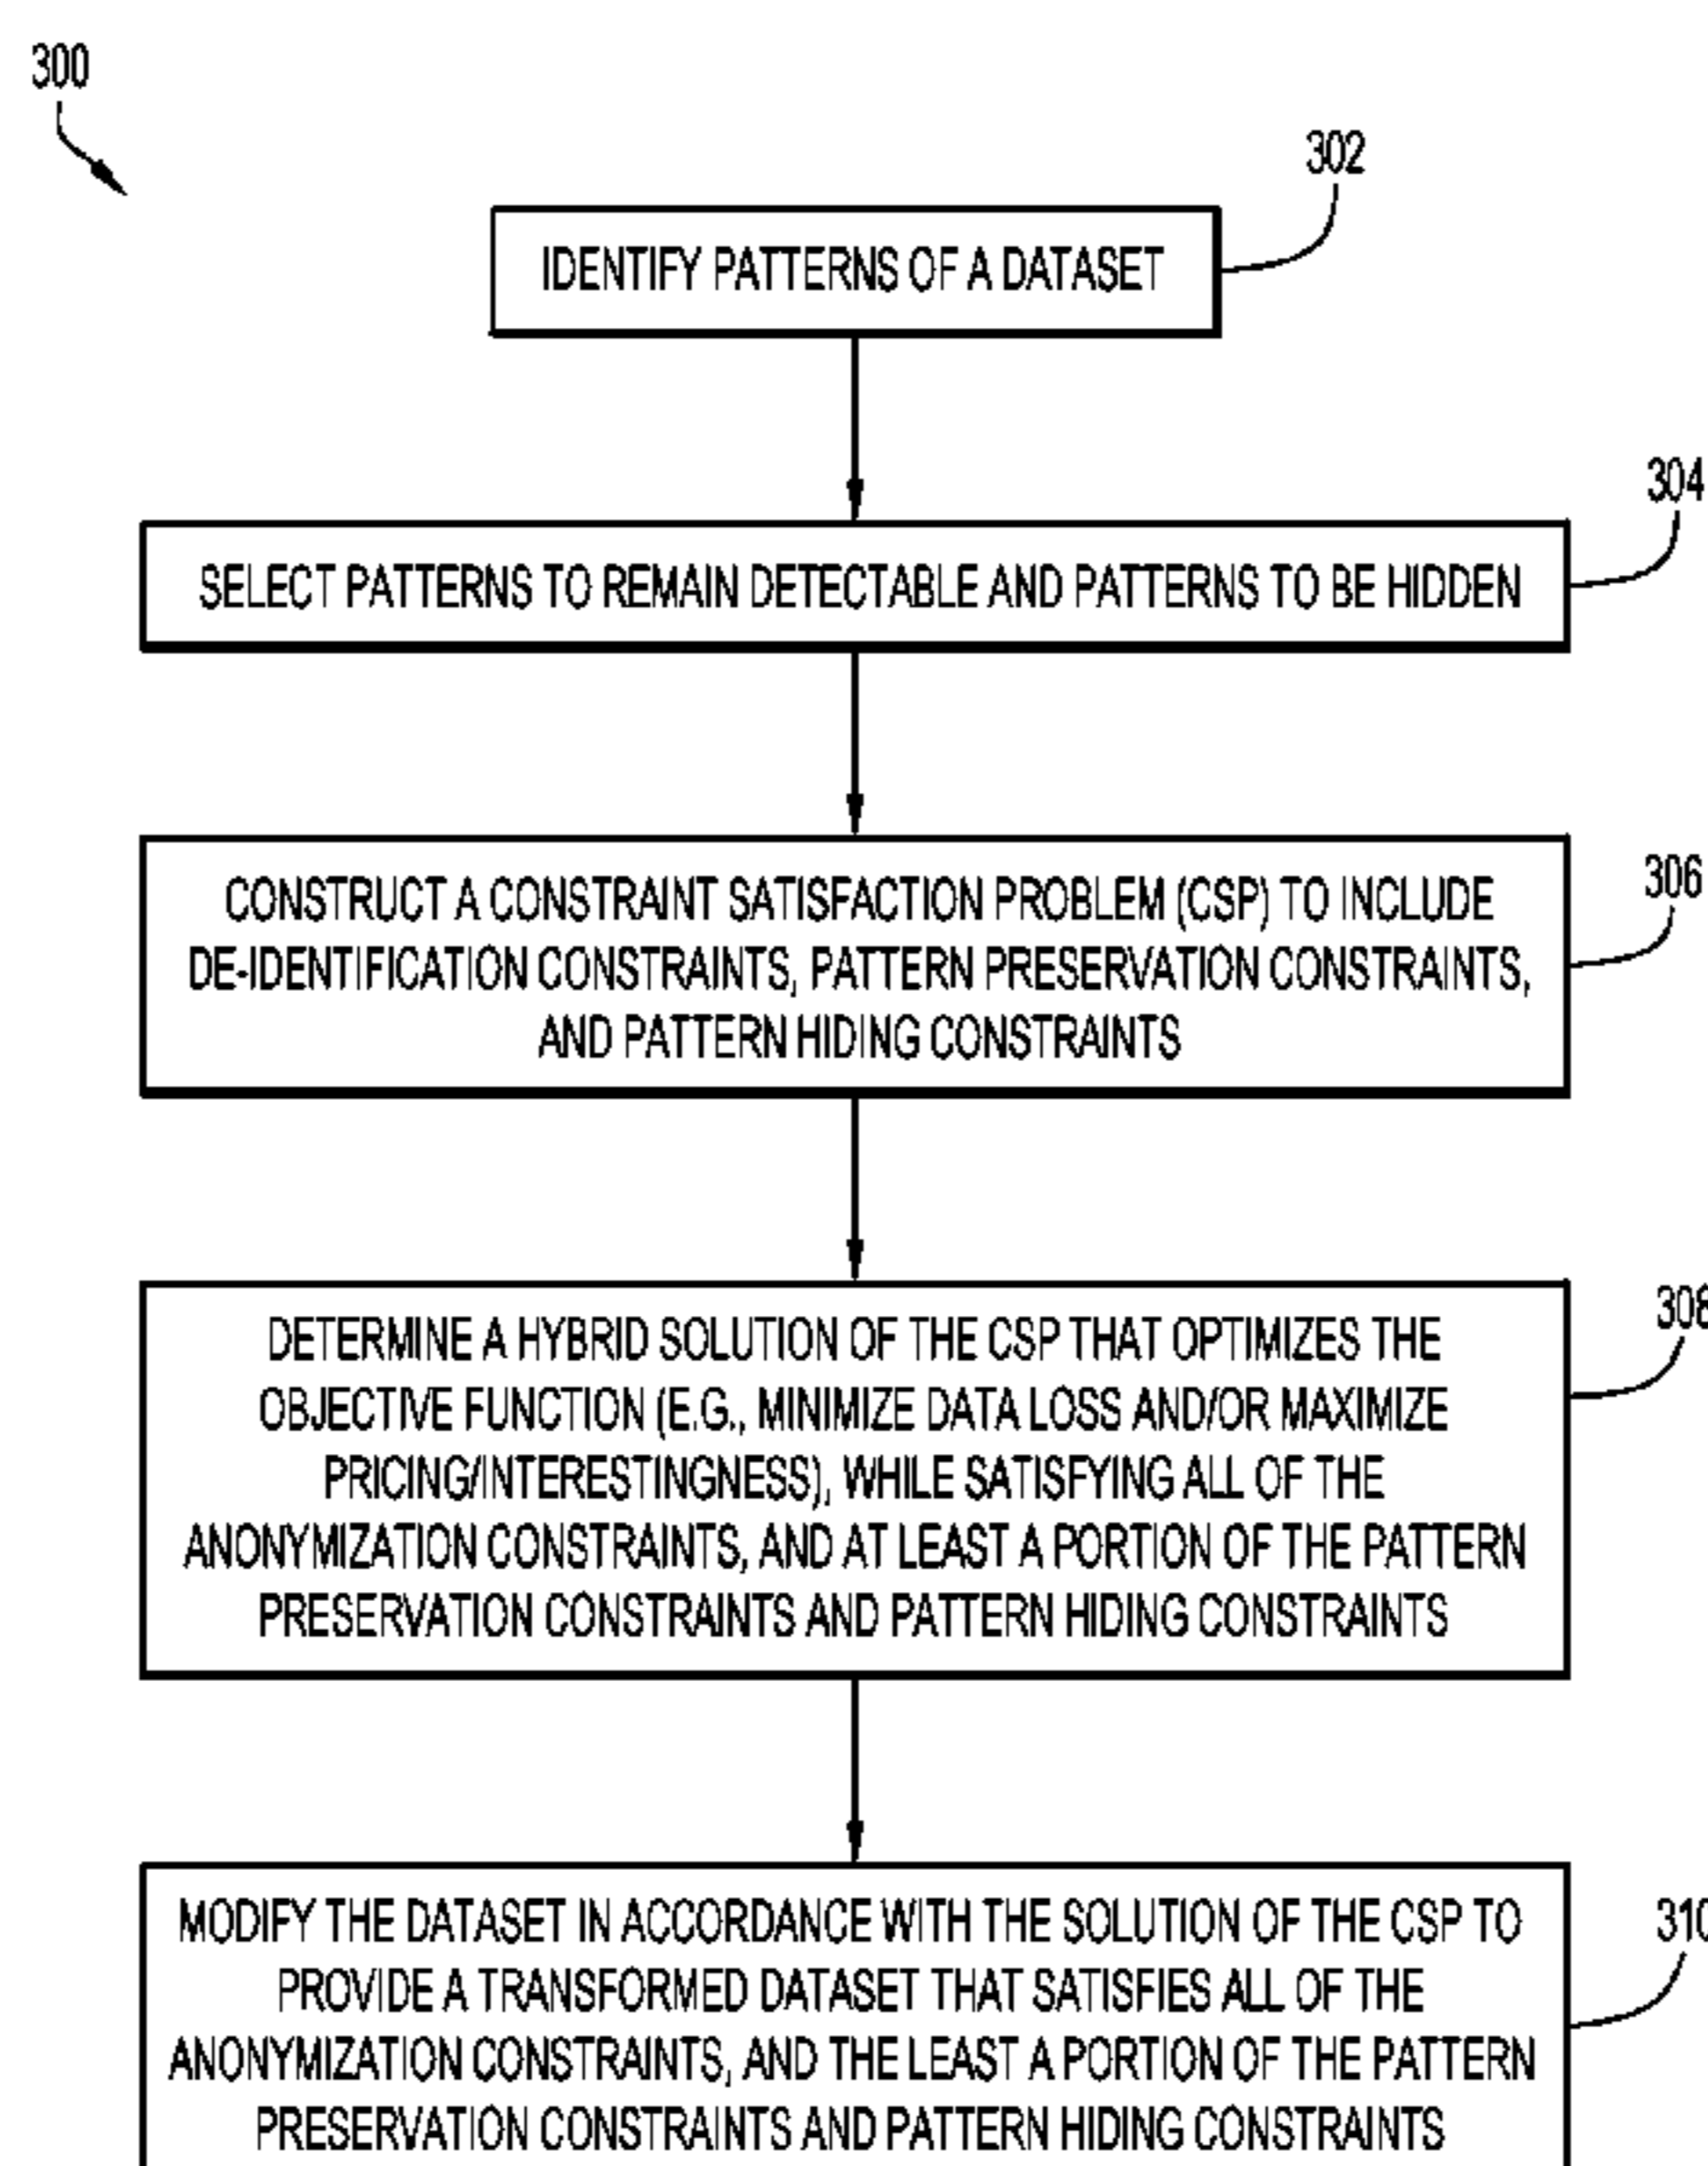 300
302
IDENTIFY PATTERNS OF A DATASET
304
SELECT PATTERNS TO REMAIN DETECTABLE AND PATTERNS TO BE HIDDEN
306
CONSTRUCT A CONSTRAINT SATISFACTION PROBLEM (CSP) TO INCLUDE
DE-IDENTIFICATION CONSTRAINTS, PATTERN PRESERVATION CONSTRAINTS,
AND PATTERN HIDING CONSTRAINTS
308
DETERMINE A HYBRID SOLUTION OF THE CSP THAT OPTIMIZES THE
OBJECTIVE FUNCTION (E.G., MINIMIZE DATA LOSS AND/OR MAXIMIZE
PRICING/INTERESTINGNESS), WHILE SATISFYING ALL OF THE
ANONYMIZATION CONSTRAINTS, AND AT LEAST A PORTION OF THE PATTERN
PRESERVATION CONSTRAINTS AND PATTERN HIDING CONSTRAINTS
310
MODIFY THE DATASET IN ACCORDANCE WITH THE SOLUTION OF THE CSP TO
PROVIDE A TRANSFORMED DATASET THAT SATISFIES ALL OF THE
ANONYMIZATION CONSTRAINTS, AND THE LEAST A PORTION OF THE PATTERN
PRESERVATION CONSTRAINTS AND PATTERN HIDING CONSTRAINTS